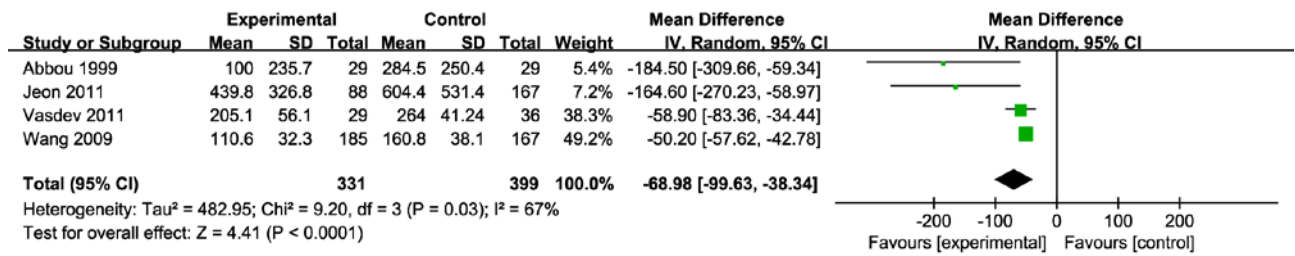 Experimental Control Mean Difference Mean Difference
Study or Subgroup Mean SD Total Mean SD Total Weight IV, Random, 95% CI IV, Random, 95% CI
Abbou 1999 100 235.7 29 284.5 250.4 29 5.4% -184.50 [-309.66, -59.34]
Jeon 2011 439.8 326.8 88 604.4 531.4 167 7.2% -164.60 [-270.23, -58.97]
Vasdev 2011 205.1 56.1 29 264 41.24 36 38.3% -58.90 [-83.36, -34.44]
Wang 2009 110.6 32.3 185 160.8 38.1 167 49.2% -50.20 [-57.62, -42.78]
Total (95% CI) 331 399 100.0% -68.98 [-99.63, -38.34]
Heterogeneity: Tau² = 482.95; Chi² = 9.20, df = 3 (P = 0.03); I² = 67%
Test for overall effect: Z = 4.41 (P < 0.0001)
-200 -100 0 100 200
Favours [experimental] Favours [control]